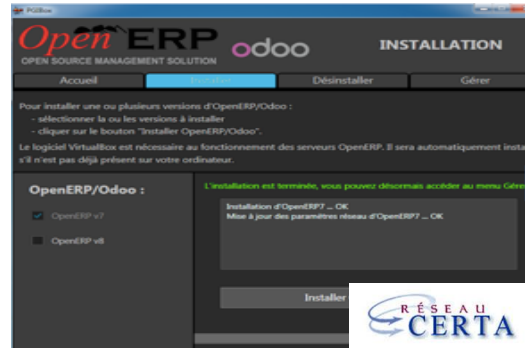 PGIBox
Open ERP odoo INSTALLATION
OPEN SOURCE MANAGEMENT SOLUTION
Accueil Installer Désinstaller Gérer
Pour installer une ou plusieurs versions d'OpenERP/Odoo :
- sélectionner la ou les versions à installer
- cliquer sur le bouton "Installer OpenERP/Odoo".
Le logiciel VirtualBox est nécessaire au fonctionnement des serveurs OpenERP. Il sera automatiquement insta
s'il n'est pas déjà présent sur votre ordinateur.
OpenERP/Odoo :
OpenERP v7
OpenERP v8
L'installation est terminée, vous pouvez désormais accéder au menu Gére
Installation d'OpenERP7 ... OK
Mise à jour des paramètres réseau d'OpenERP7 ... OK
Installer
RÉSEAU
CERTA